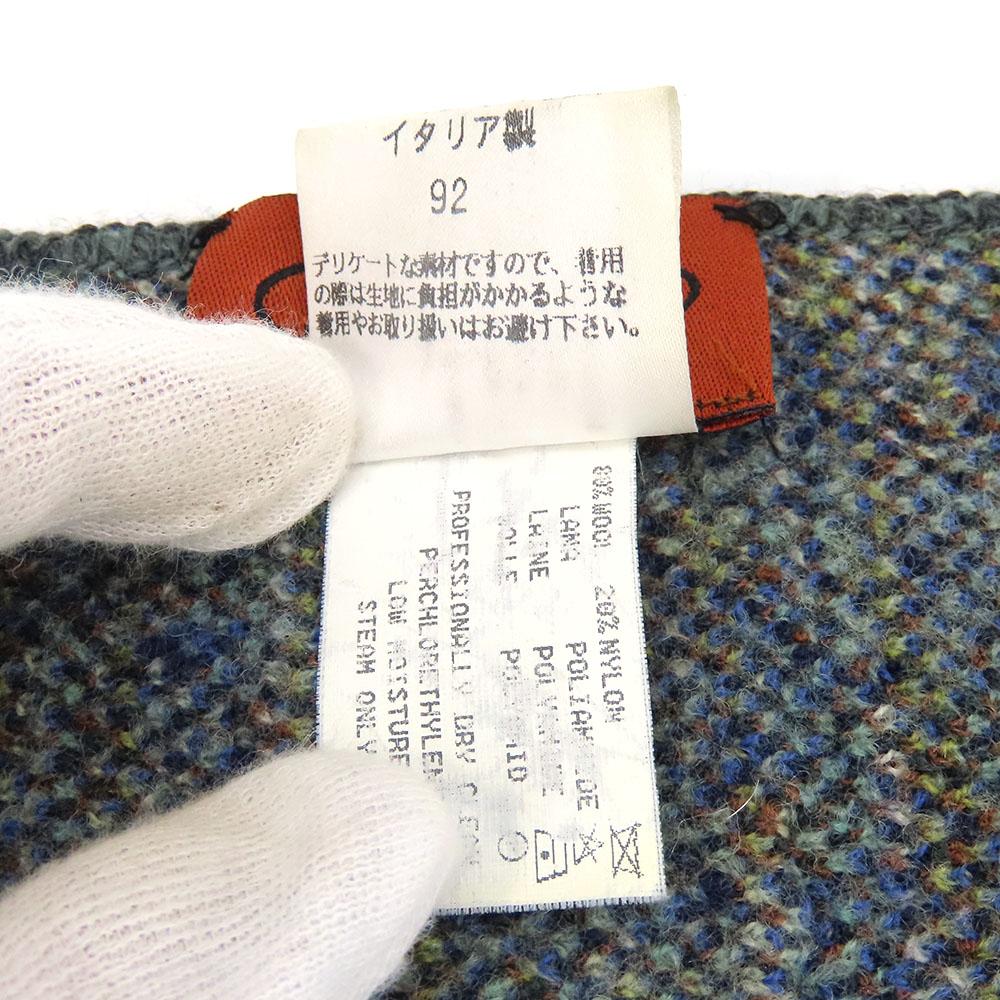 イタリア製
92
デリケートな素材ですので、着用
の際は生地に負担がかかるような
着用やお取り扱いはお避け下さい。
80% WOOL 20% NYLON
LANA
LAINE
PROFESSIONALLY DRY CLEAN
PERCHLORETHYLEN
LOW MOISTURE
STEAM ONLY